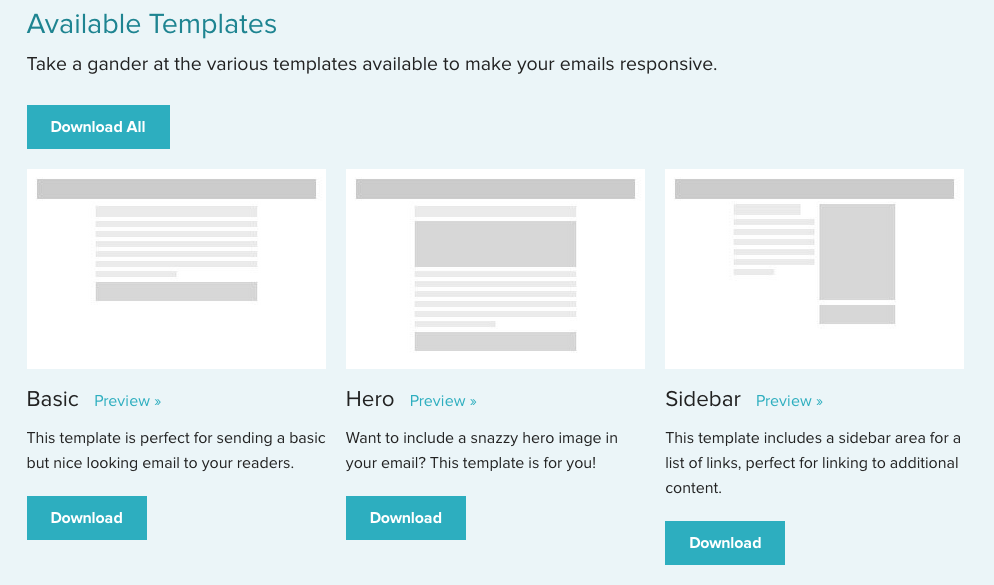 Available Templates
Take a gander at the various templates available to make your emails responsive.
Download All
Basic Preview »
This template is perfect for sending a basic
but nice looking email to your readers.
Download
Hero Preview »
Want to include a snazzy hero image in
your email? This template is for you!
Download
Sidebar Preview »
This template includes a sidebar area for a
list of links, perfect for linking to additional
content.
Download